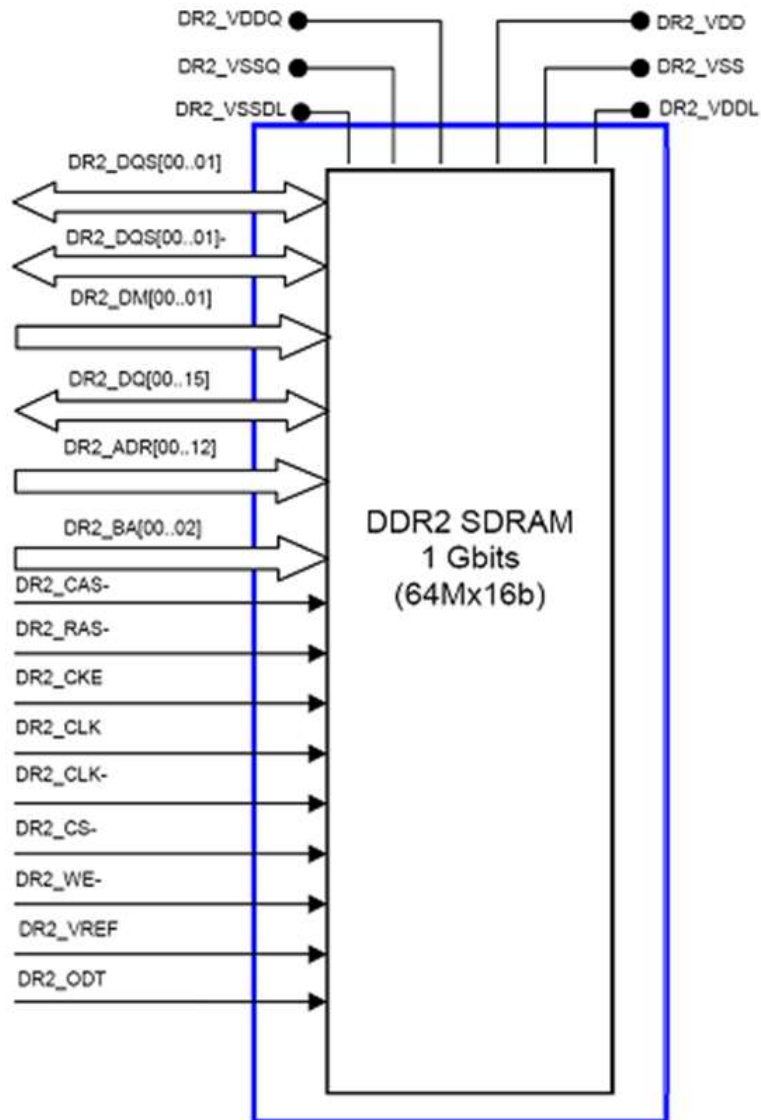 DR2_VDDQ
DR2_VDD
DR2_VSSQ
DR2_VSS
DR2_VSSDL
DR2_VDDL
DR2_DQS[00..01]
DR2_DQS[00..01]-
DR2_DM[00..01]
DR2_DQ[00..15]
DR2_ADR[00..12]
DR2_BA[00..02]
DR2_CAS-
DR2_RAS-
DR2_CKE
DR2_CLK
DR2_CLK-
DR2_CS-
DR2_WE-
DR2_VREF
DR2_ODT
DDR2 SDRAM
1 Gbits
(64Mx16b)